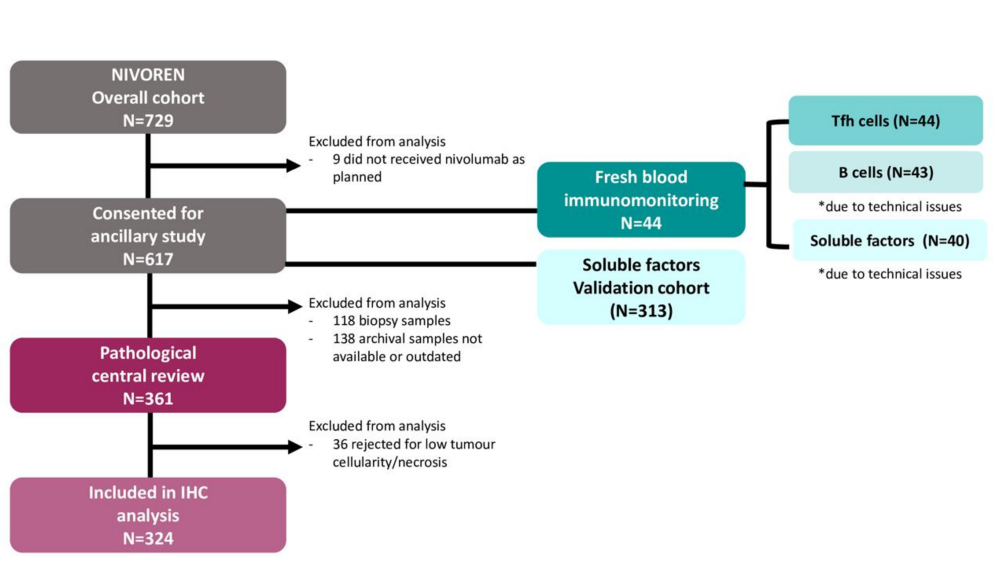 NIVOREN
Overall cohort
N=729
Excluded from analysis
- 9 did not received nivolumab as
planned
Consented for
ancillary study
N=617
Fresh blood
immunomonitoring
N=44
Tfh cells (N=44)
B cells (N=43)
*due to technical issues
Soluble factors (N=40)
*due to technical issues
Soluble factors
Validation cohort
(N=313)
Excluded from analysis
- 118 biopsy samples
- 138 archival samples not
available or outdated
Pathological
central review
N=361
Excluded from analysis
- 36 rejected for low tumour
cellularity/necrosis
Included in IHC
analysis
N=324